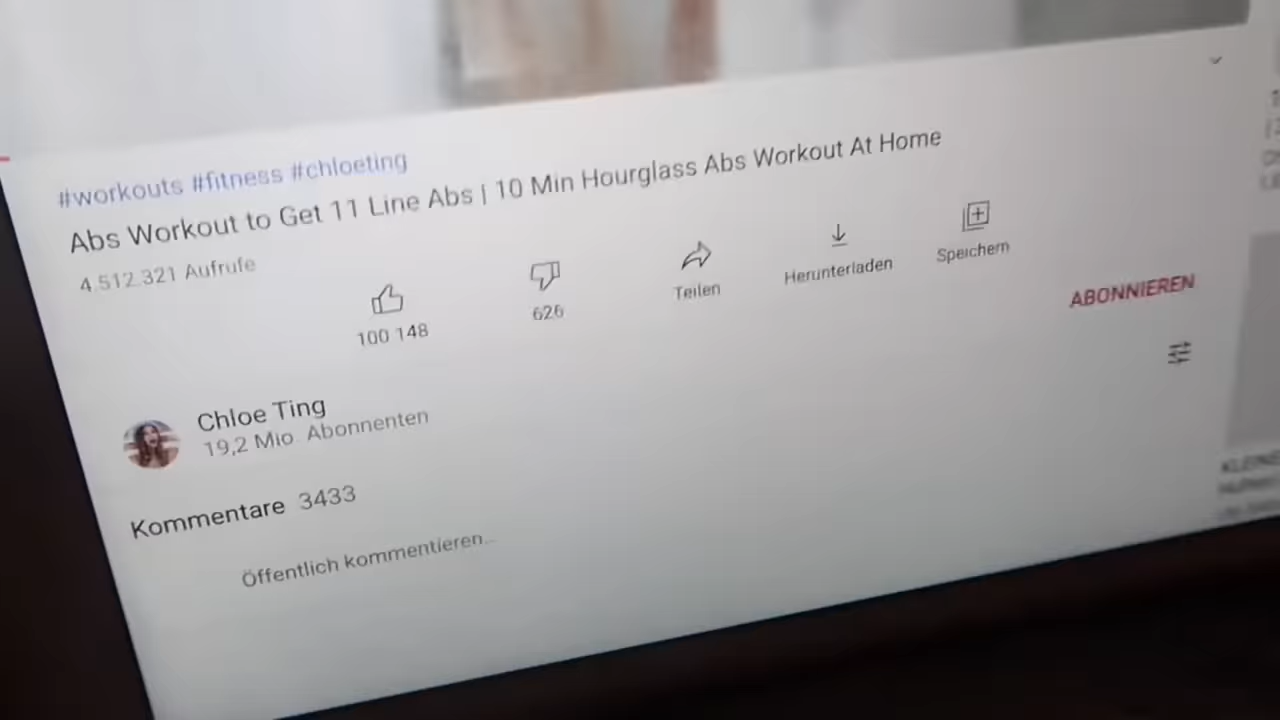 #workouts #fitness #chloeting
Abs Workout to Get 11 Line Abs | 10 Min Hourglass Abs Workout At Home
4.512.321 Aufrufe
100 148
626
Teilen
Herunterladen
Speichern
ABONNIEREN
Chloe Ting
19,2 Mio. Abonnenten
Kommentare 3433
Öffentlich kommentieren...